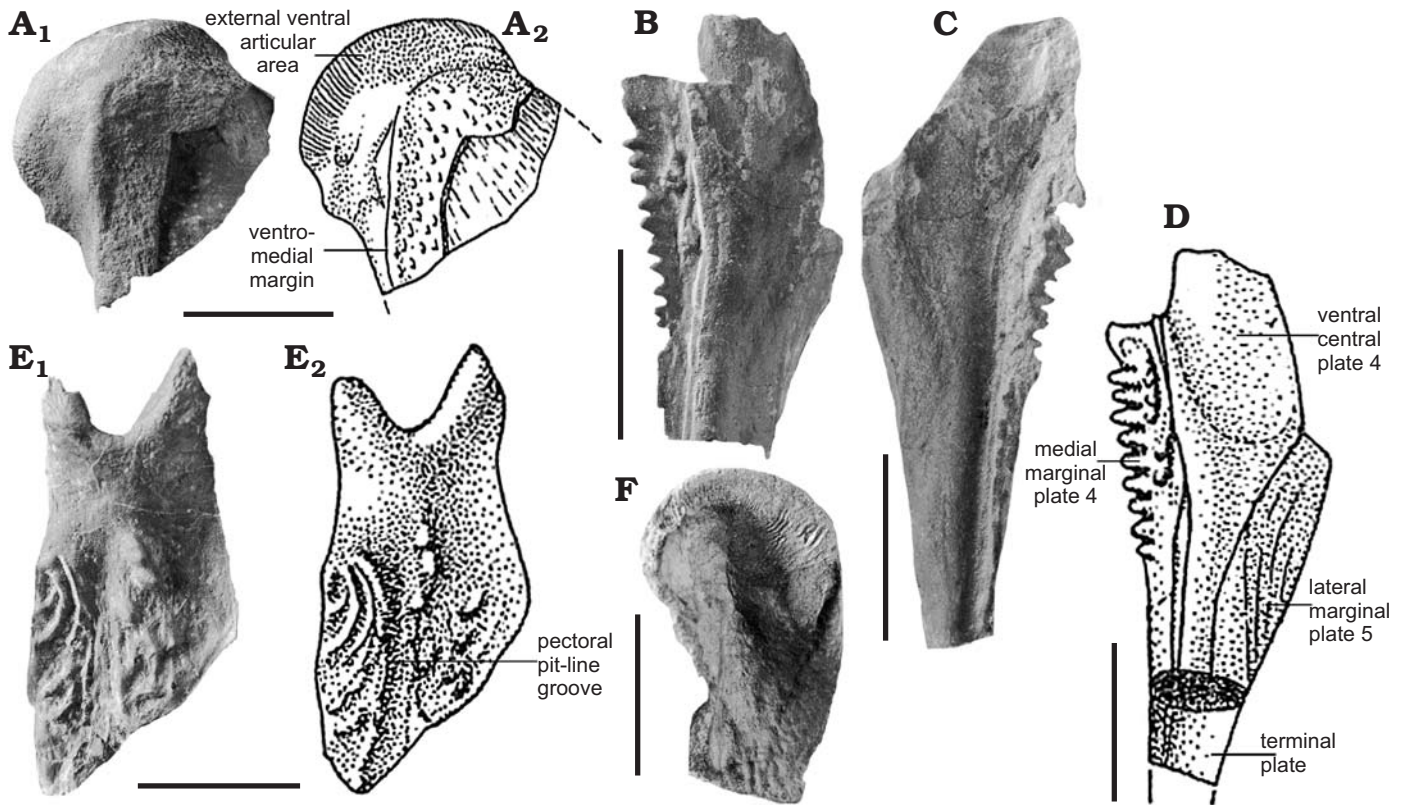 A1
external ventral
articular
area
A2
B
C
ventro-
medial
margin
D
ventral
central
plate 4
E1
E2
medial
marginal
plate 4
F
lateral
marginal
plate 5
pectoral
pit-line
groove
terminal
plate